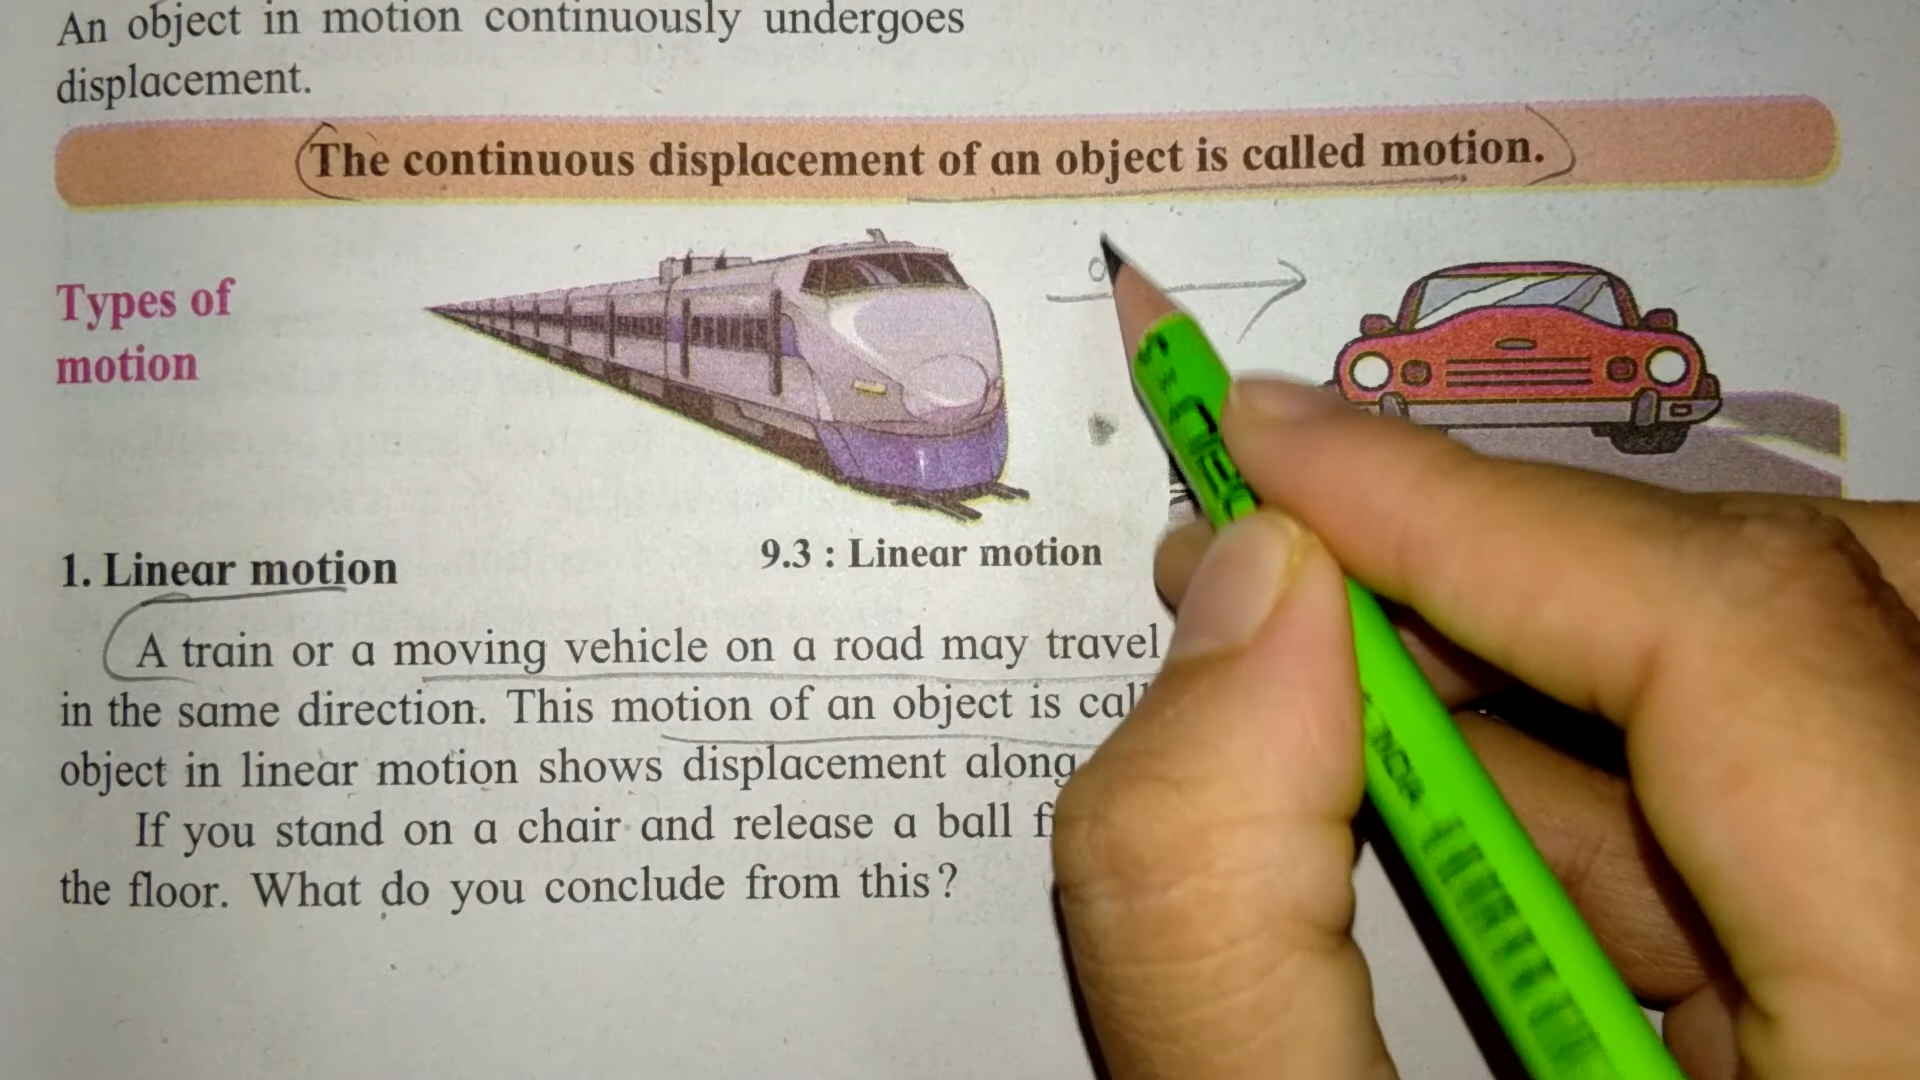 An object in motion continuously undergoes
displacement.
The continuous displacement of an object is called motion.
Types of
motion
9.3 : Linear motion
1. Linear motion
A train or a moving vehicle on a road may travel
in the same direction. This motion of an object is
object in linear motion shows displacement along
If you stand on a chair and release a ball
the floor. What do you conclude from this?